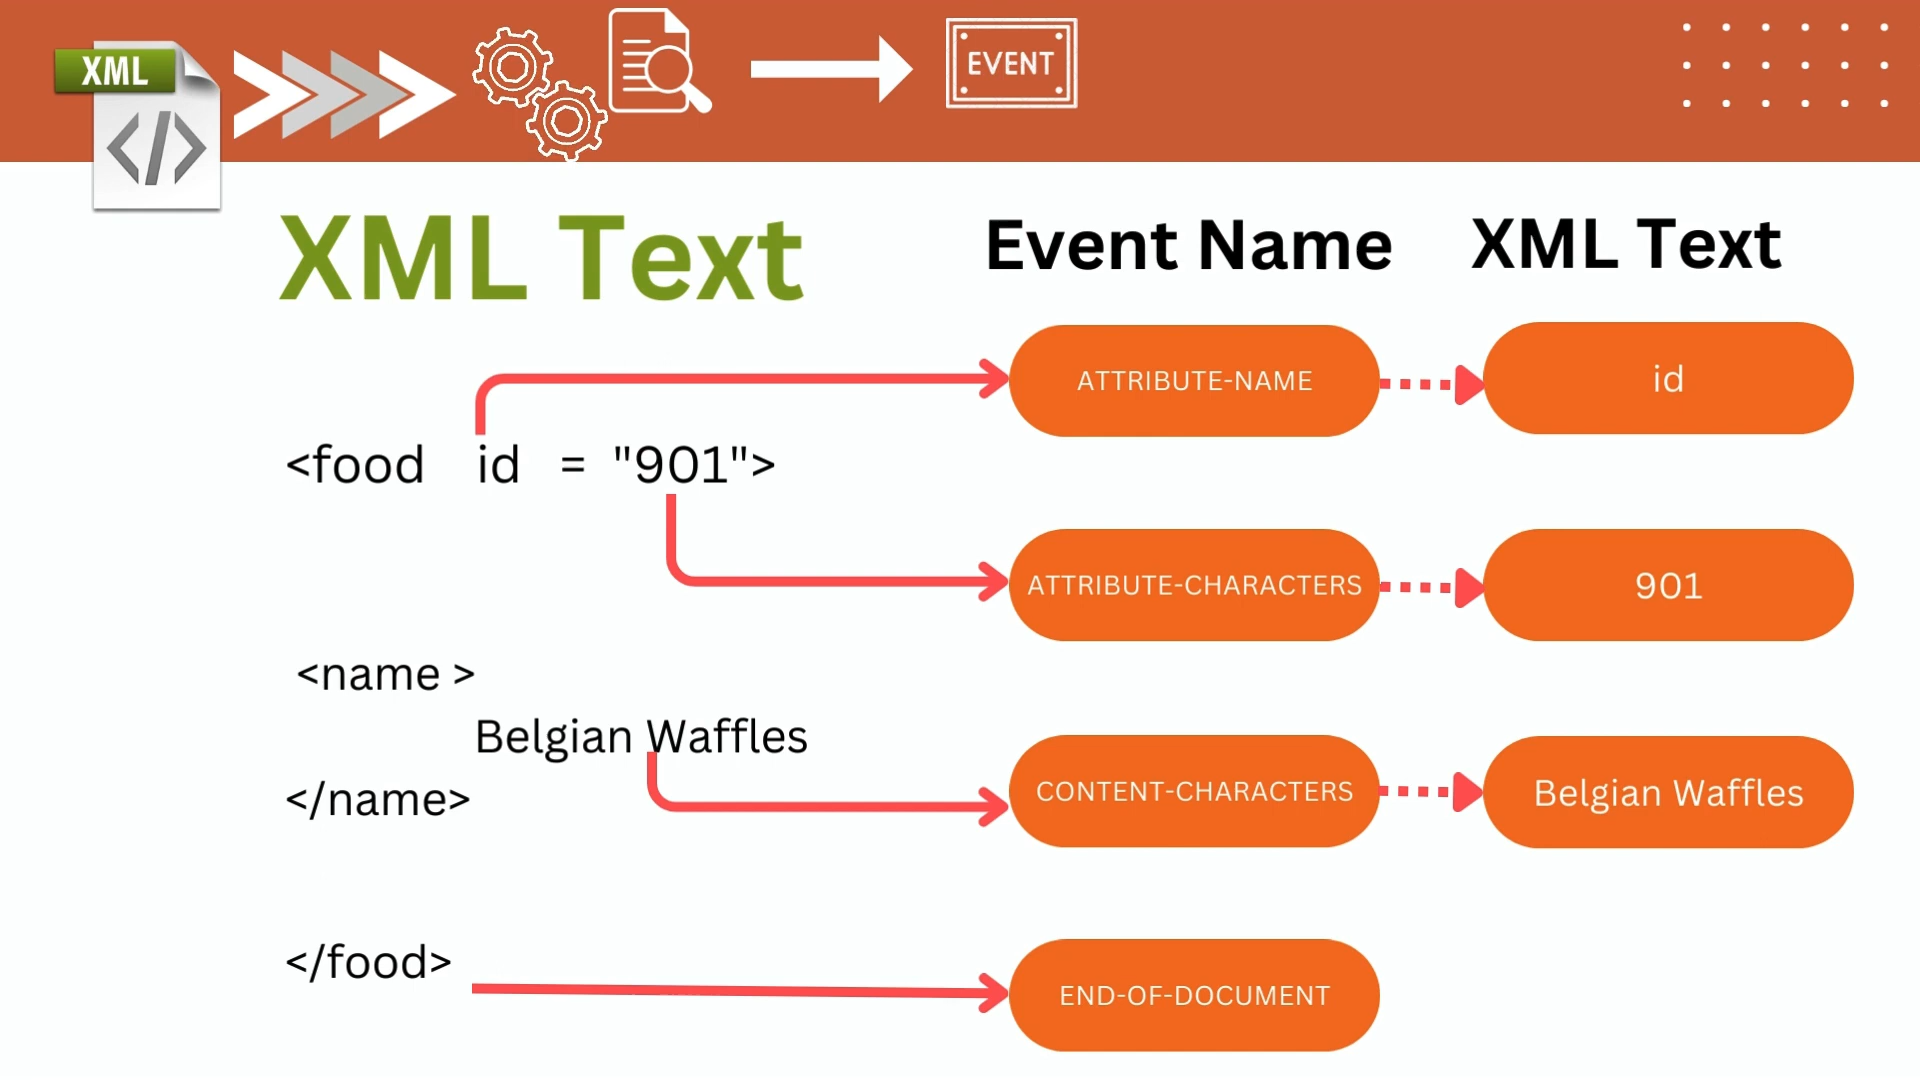 XML
</>
EVENT
XML Text
Event Name
XML Text
ATTRIBUTE-NAME
id
<food id = "901">
ATTRIBUTE-CHARACTERS
901
<name >
Belgian Waffles
</name>
CONTENT-CHARACTERS
Belgian Waffles
</food>
END-OF-DOCUMENT